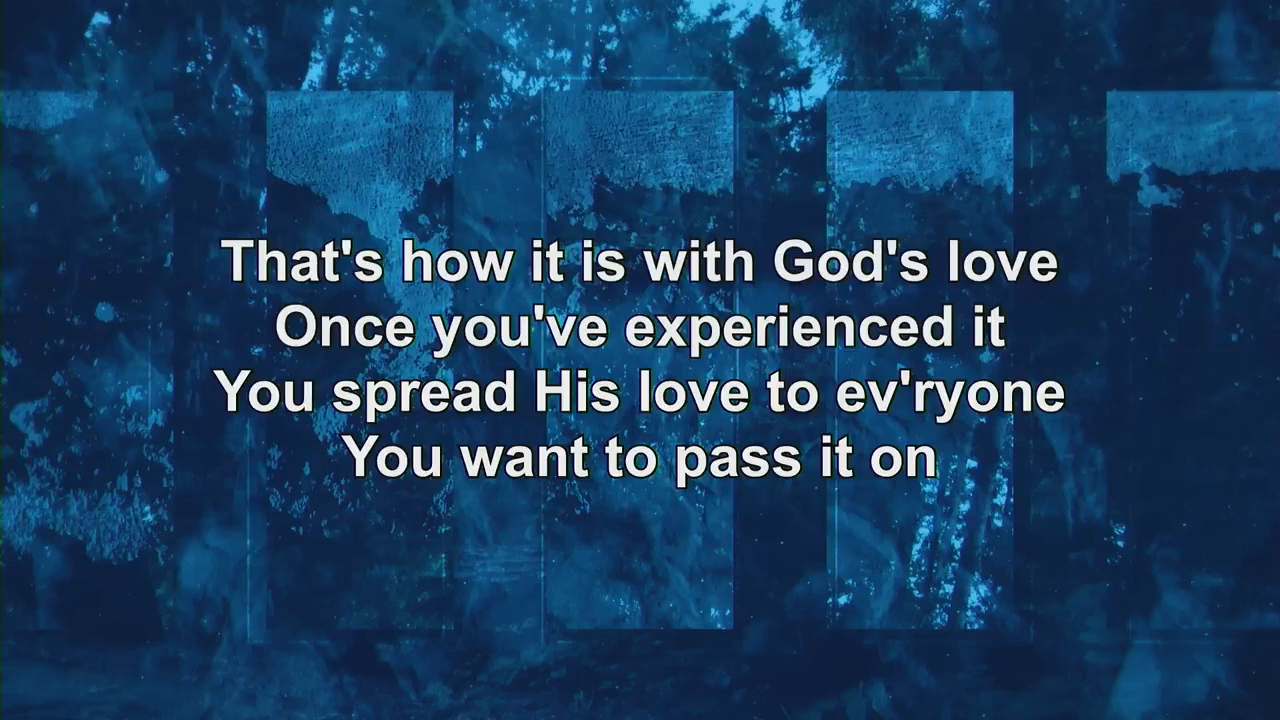 That's how it is with God's love
Once you've experienced it
You spread His love to ev'ryone
You want to pass it on